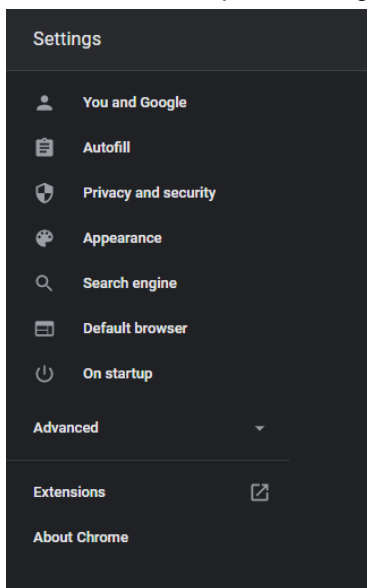 Settings
You and Google
Autofill
Privacy and security
Appearance
Search engine
Default browser
On startup
Advanced
Extensions
About Chrome